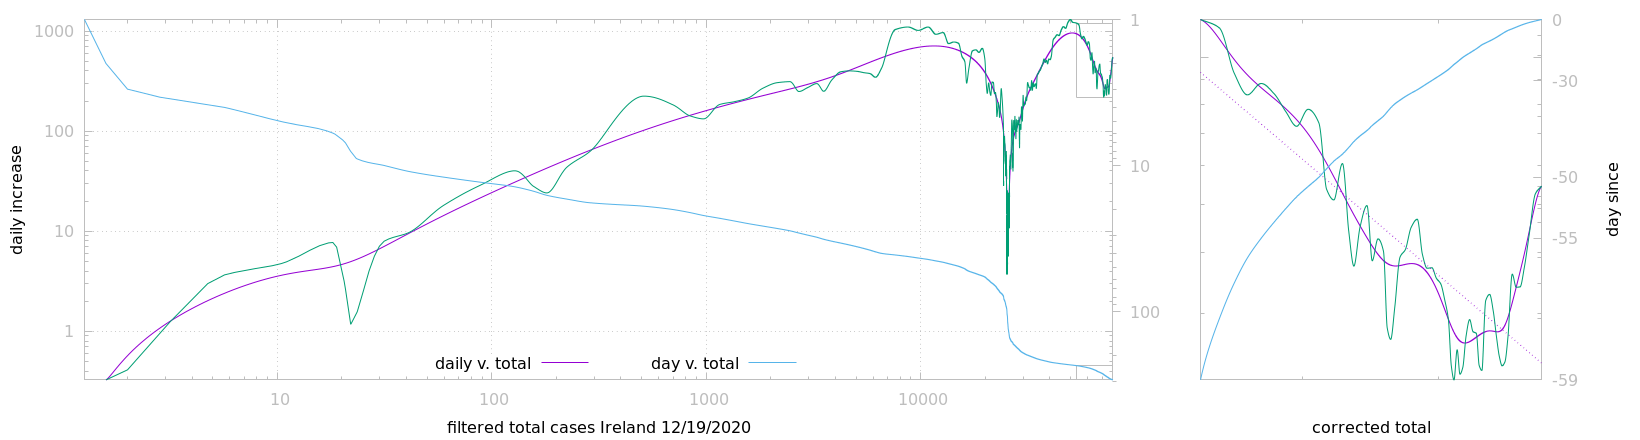 1000
100
10
1
daily increase
10
100
1000
10000
filtered total cases Ireland 12/19/2020
daily v. total
day v. total
1
10
100
0
-30
-50
-55
-59
day since
corrected total